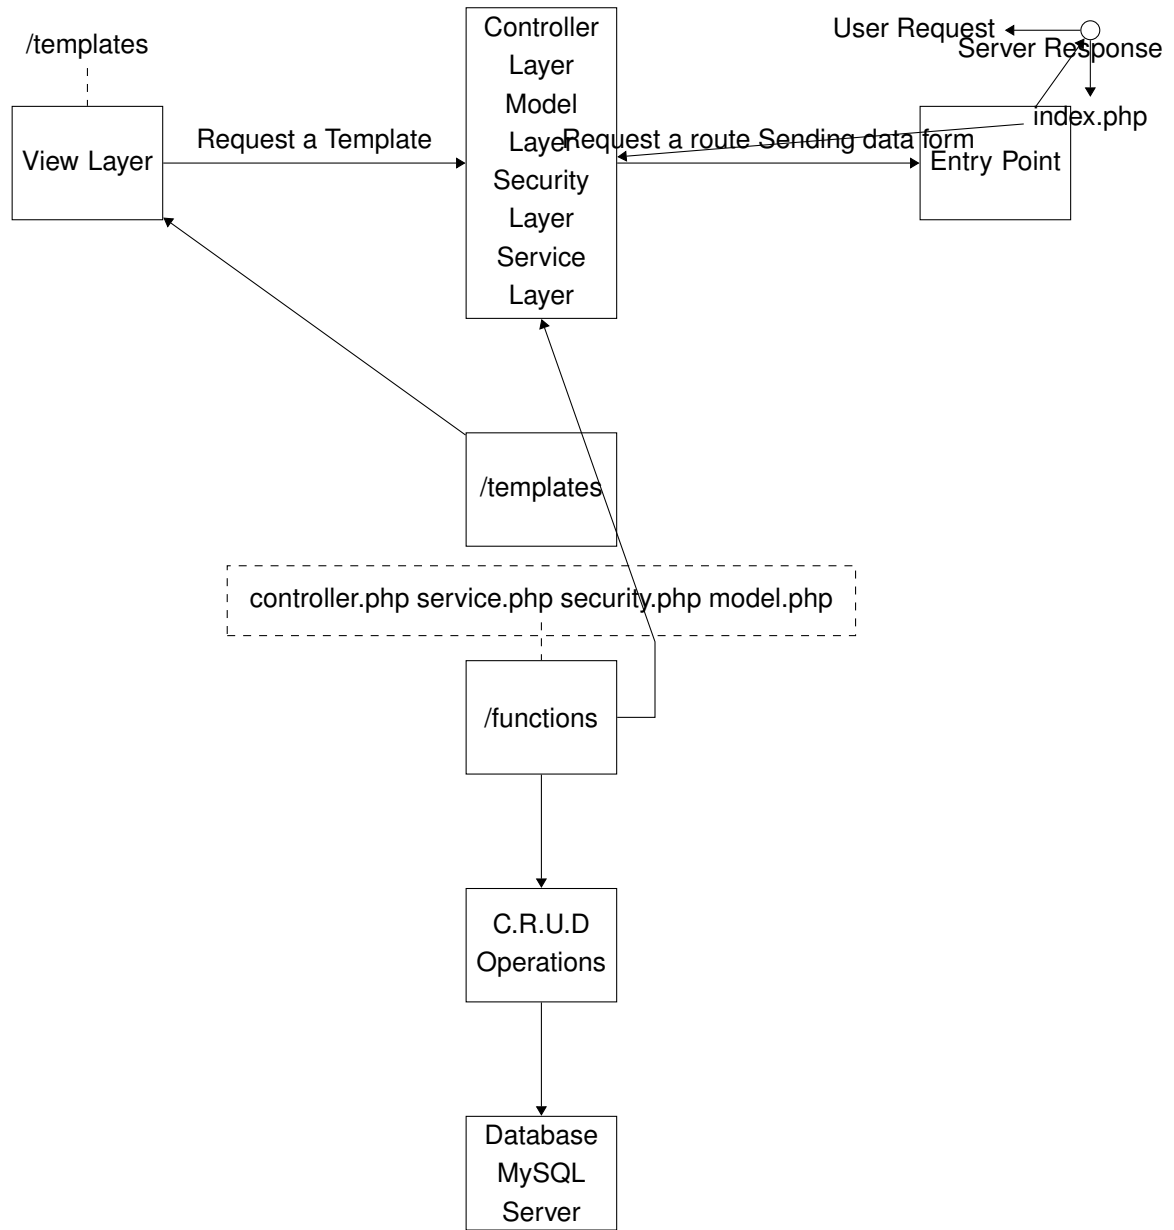 Controller
Layer
Model
Layer
Security
Layer
Service
Layer
User Request
Server Response
/templates
index.php
View Layer
Request a Template
Request a route Sending data form
Entry Point
/templates
controller.php service.php security.php model.php
/functions
C.R.U.D
Operations
Database
MySQL
Server